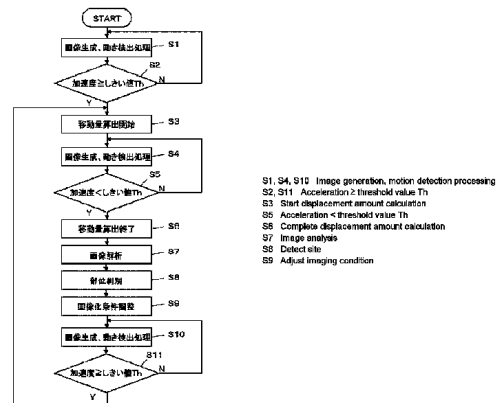 START
画像生成、動き検出処理
S1
S2
加速度≧しきい値Th
N
Y
移動量算出開始
S3
画像生成、動き検出処理
S4
S5
加速度<しきい値Th
N
Y
移動量算出終了
S6
画像解析
S7
部位判別
S8
画像化条件調整
S9
画像生成、動き検出処理
S10
S11
加速度≧しきい値Th
N
Y
S1, S4, S10 Image generation, motion detection processing
S2, S11 Acceleration ≥ threshold value Th
S3 Start displacement amount calculation
S5 Acceleration < threshold value Th
S6 Complete displacement amount calculation
S7 Image analysis
S8 Detect site
S9 Adjust imaging condition